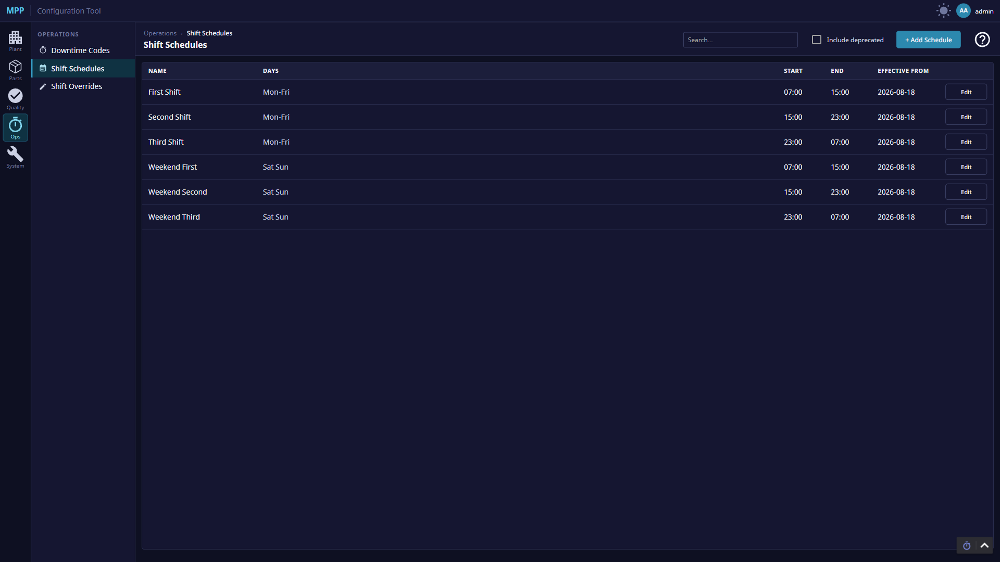 MPP
Configuration Tool
AA
admin
Plant
Parts
Quality
Ops
System
OPERATIONS
Downtime Codes
Shift Schedules
Shift Overrides
Operations › Shift Schedules
Shift Schedules
Search...
Include deprecated
+ Add Schedule
NAME DAYS START END EFFECTIVE FROM
First Shift Mon-Fri 07:00 15:00 2026-08-18 Edit
Second Shift Mon-Fri 15:00 23:00 2026-08-18 Edit
Third Shift Mon-Fri 23:00 07:00 2026-08-18 Edit
Weekend First Sat Sun 07:00 15:00 2026-08-18 Edit
Weekend Second Sat Sun 15:00 23:00 2026-08-18 Edit
Weekend Third Sat Sun 23:00 07:00 2026-08-18 Edit